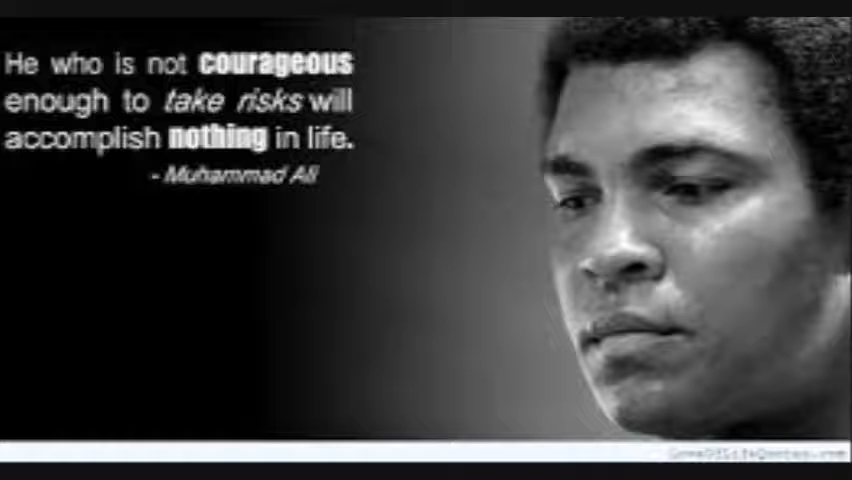 He who is not courageous
enough to take risks will
accomplish nothing in life.
- Muhammad Ali